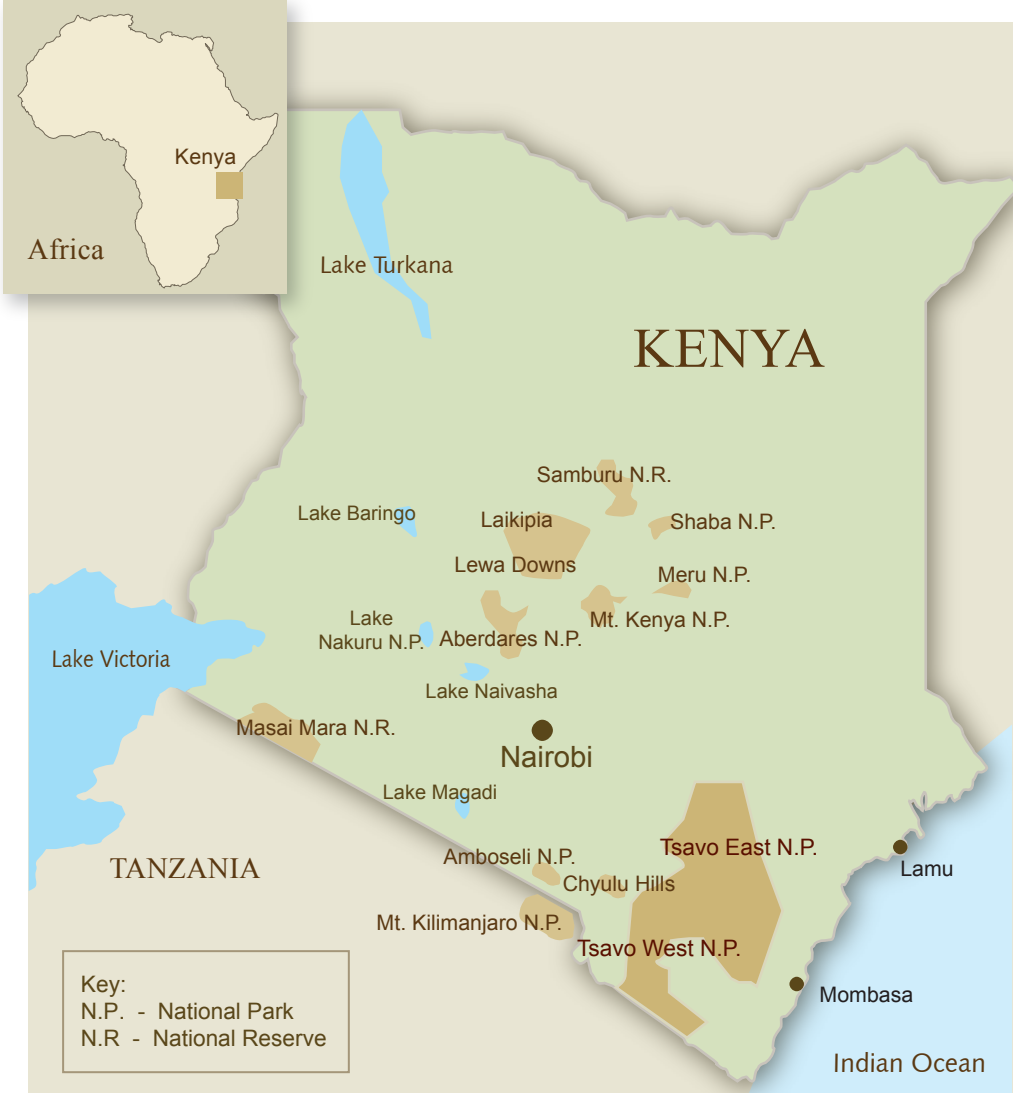 Kenya
Africa
Lake Turkana
KENYA
Samburu N.R.
Lake Baringo
Laikipia
Shaba N.P.
Lewa Downs
Meru N.P.
Lake
Nakuru N.P.
Aberdares N.P.
Mt. Kenya N.P.
Lake Victoria
Lake Naivasha
Masai Mara N.R.
Nairobi
Lake Magadi
Tsavo East N.P.
TANZANIA
Amboseli N.P.
Chyulu Hills
Lamu
Mt. Kilimanjaro N.P.
Tsavo West N.P.
Mombasa
Indian Ocean
Key:
N.P. - National Park
N.R - National Reserve